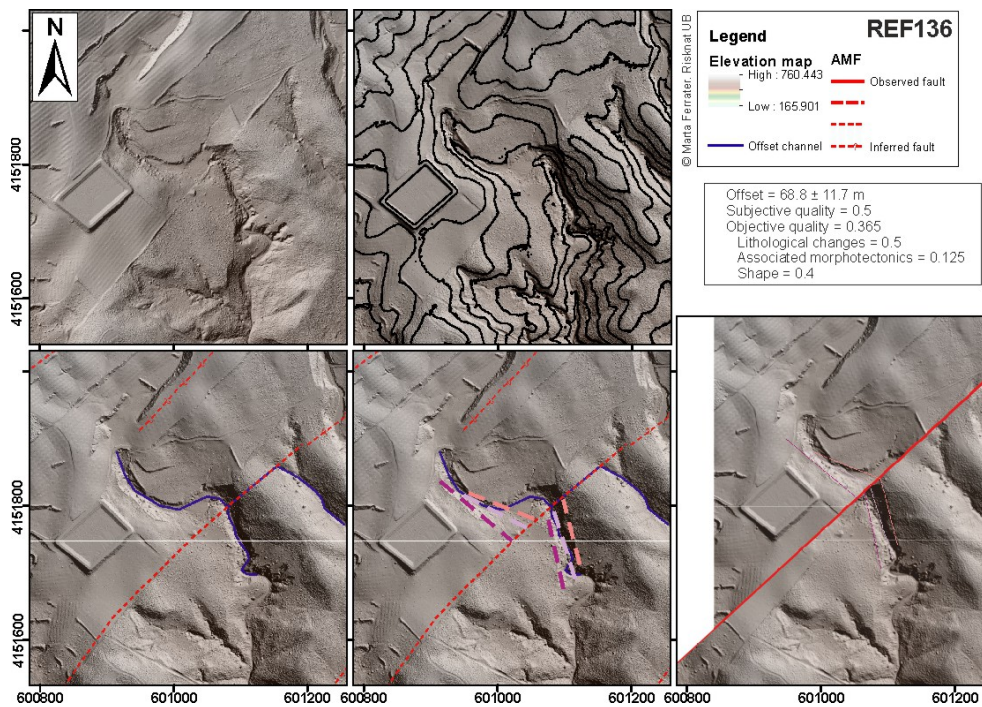 N
REF136
Legend
Elevation map
High : 760.443
Low : 165.901
Offset channel
AMF
Observed fault
Inferred fault
© Marta Ferrater. Risknat UB
Offset = 68.8 ± 11.7 m
Subjective quality = 0.5
Objective quality = 0.365
Lithological changes = 0.5
Associated morphotectonics = 0.125
Shape = 0.4
4151800
4151600
4151800
4151600
600800
601000
601200
601000
601200
601000
601200